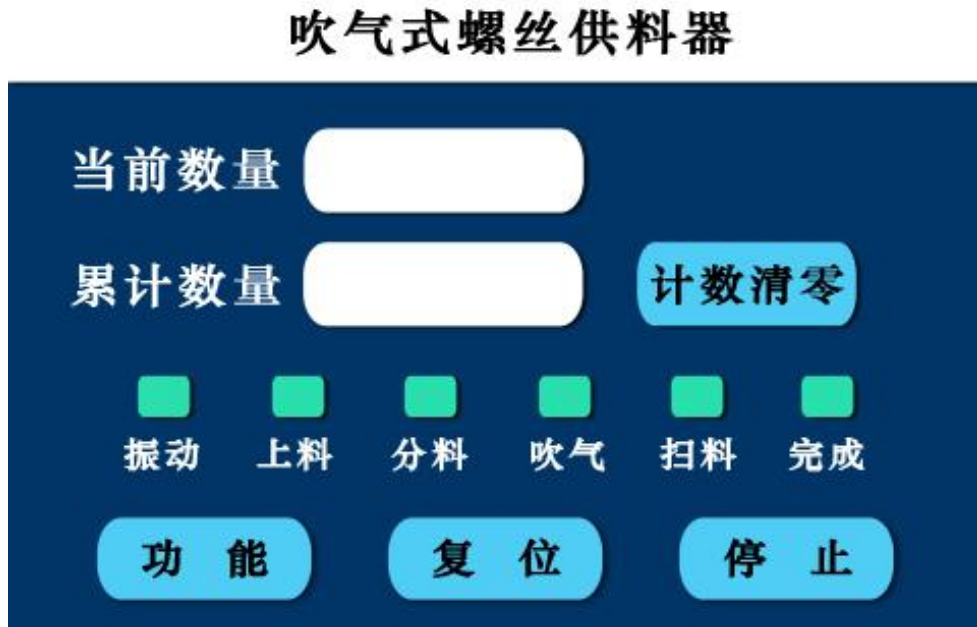 吹气式螺丝供料器
当前数量
累计数量 计数清零
振动 上料 分料 吹气 扫料 完成
功 能 复 位 停 止